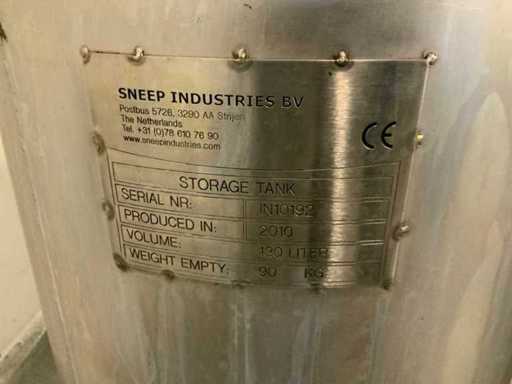 SNEEP INDUSTRIES BV
Postbus 5726, 3290 AA Strijen
The Netherlands
Tel. +31 (0)78 610 76 90
www.sneepindustries.com
CE
STORAGE TANK
SERIAL NR: IN10192
PRODUCED IN: 2010
VOLUME: 130 LITER
WEIGHT EMPTY: 90 KG